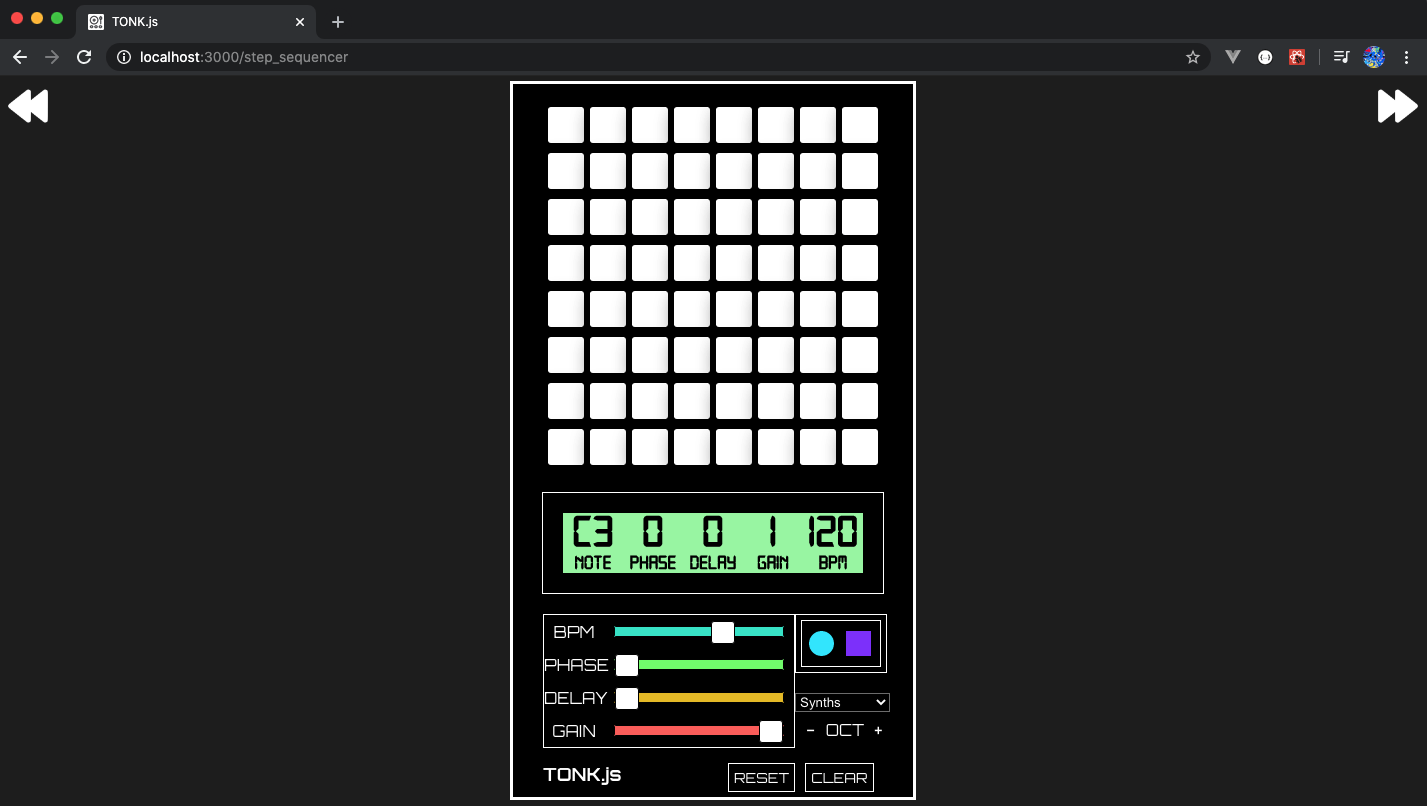 TONK.js
localhost:3000/step_sequencer
C3 0 0 1 120
NOTE PHASE DELAY GAIN BPM
BPM
PHASE
DELAY
GAIN
Synths
- OCT +
TONK.js
RESET CLEAR